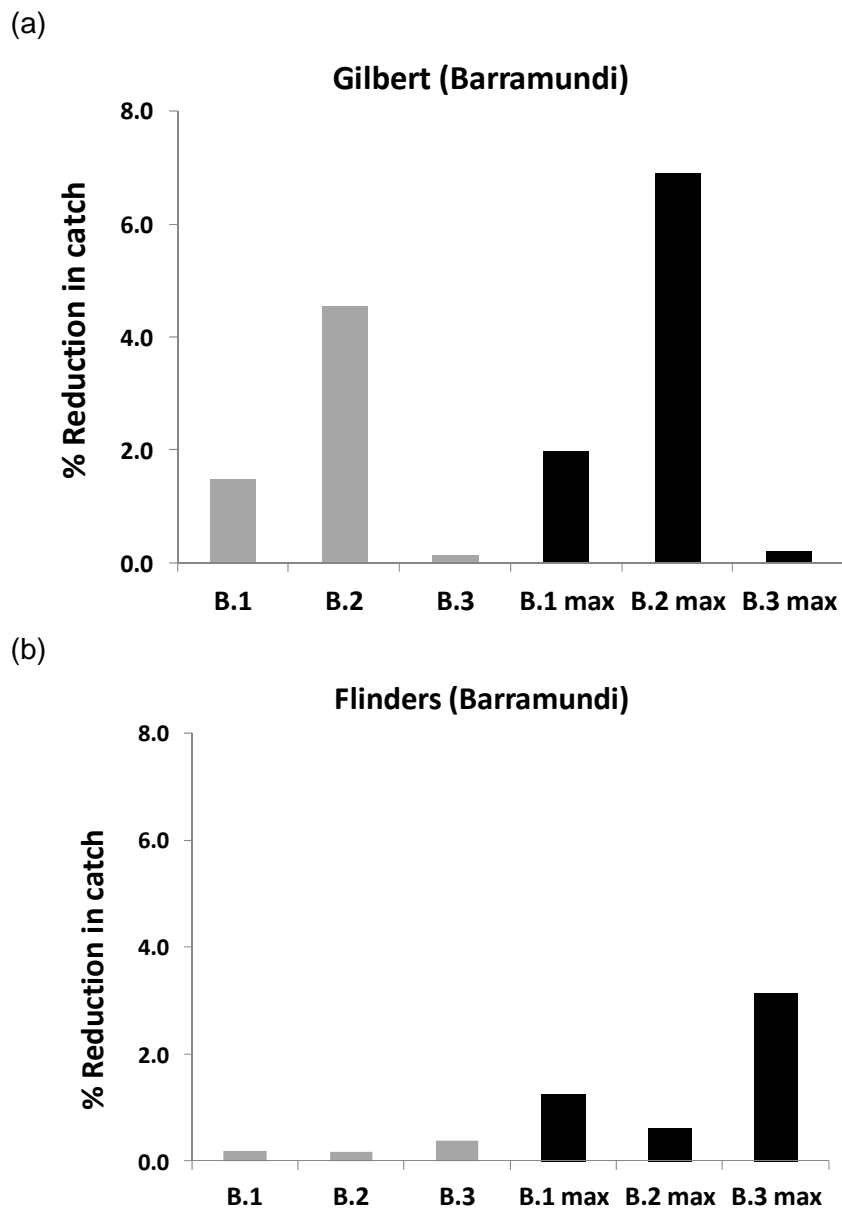 (a)
Gilbert (Barramundi)
% Reduction in catch
8.0
6.0
4.0
2.0
0.0
B.1 B.2 B.3 B.1 max B.2 max B.3 max
(b)
Flinders (Barramundi)
% Reduction in catch
8.0
6.0
4.0
2.0
0.0
B.1 B.2 B.3 B.1 max B.2 max B.3 max